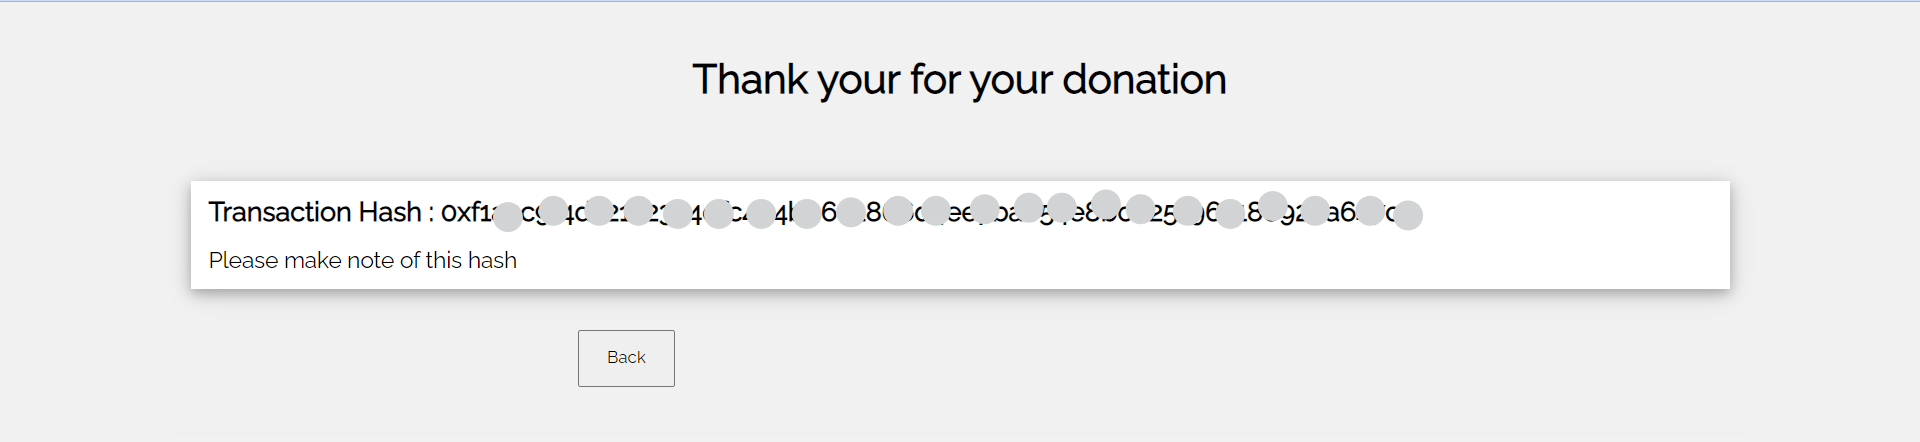 Thank your for your donation
Transaction Hash :
Please make note of this hash
Back